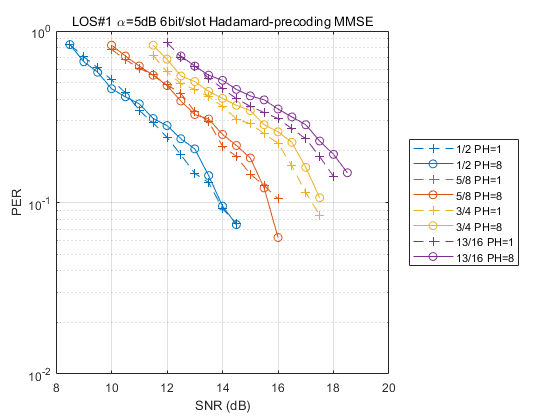 LOS#1 α=5dB 6bit/slot Hadamard-precoding MMSE
10^0
10^-1
10^-2
PER
8 10 12 14 16 18 20
SNR (dB)
1/2 PH=1
1/2 PH=8
5/8 PH=1
5/8 PH=8
3/4 PH=1
3/4 PH=8
13/16 PH=1
13/16 PH=8